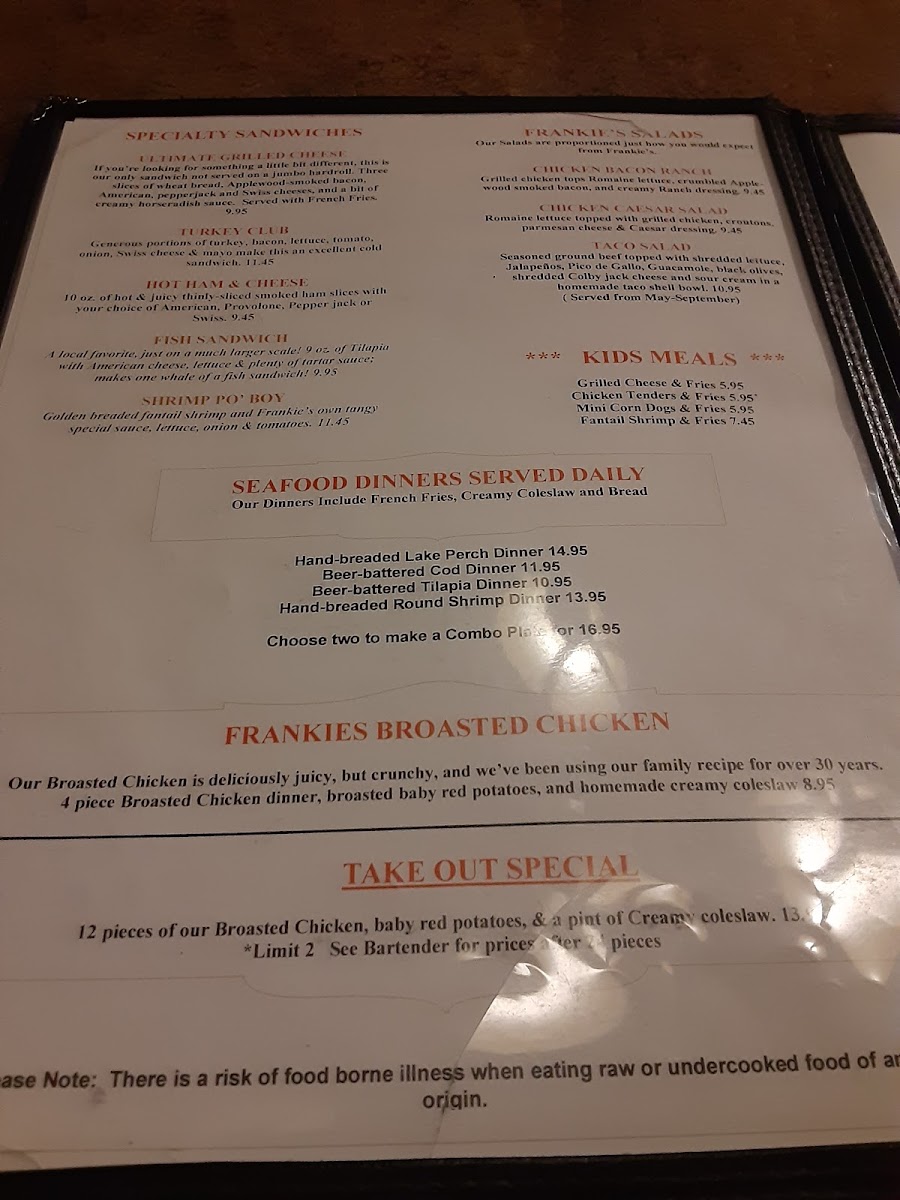 SPECIALTY SANDWICHES
ULTIMATE GRILLED CHEESE
If you're looking for something a little bit different, this is
our only sandwich not served on a jumbo hardroll. Three
slices of wheat bread, Applewood-smoked bacon,
American, pepperjack and Swiss cheeses, and a bit of
creamy horseradish sauce. Served with French Fries.
9.95
TURKEY CLUB
Generous portions of turkey, bacon, lettuce, tomato,
onion, Swiss cheese & mayo make this an excellent cold
sandwich. 11.45
HOT HAM & CHEESE
10 oz. of hot & juicy thinly-sliced smoked ham slices with
your choice of American, Provolone, Pepper jack or
Swiss. 9.45
FISH SANDWICH
A local favorite, just on a much larger scale! 9 oz. of Tilapia
with American cheese, lettuce & plenty of tartar sauce;
makes one whale of a fish sandwich! 9.95
SHRIMP PO' BOY
Golden breaded fantail shrimp and Frankie's own tangy
special sauce, lettuce, onion & tomatoes. 11.45
FRANKIE'S SALADS
Our Salads are proportioned just how you would expect
from Frankie's.
CHICKEN BACON RANCH
Grilled chicken tops Romaine lettuce, crumbled Apple-
wood smoked bacon, and creamy Ranch dressing. 9.45
CHICKEN CAESAR SALAD
Romaine lettuce topped with grilled chicken, croutons,
parmesan cheese & Caesar dressing. 9.45
TACO SALAD
Seasoned ground beef topped with shredded lettuce,
Jalapeños, Pico de Gallo, Guacamole, black olives,
shredded Colby jack cheese and sour cream in a
homemade taco shell bowl. 10.95
( Served from May-September)
*** KIDS MEALS ***
Grilled Cheese & Fries 5.95
Chicken Tenders & Fries 5.95
Mini Corn Dogs & Fries 5.95
Fantail Shrimp & Fries 7.45
SEAFOOD DINNERS SERVED DAILY
Our Dinners Include French Fries, Creamy Coleslaw and Bread
Hand-breaded Lake Perch Dinner 14.95
Beer-battered Cod Dinner 11.95
Beer-battered Tilapia Dinner 10.95
Hand-breaded Round Shrimp Dinner 13.95
Choose two to make a Combo Plate for 16.95
FRANKIES BROASTED CHICKEN
Our Broasted Chicken is deliciously juicy, but crunchy, and we've been using our family recipe for over 30 years.
4 piece Broasted Chicken dinner, broasted baby red potatoes, and homemade creamy coleslaw 8.95
TAKE OUT SPECIAL
12 pieces of our Broasted Chicken, baby red potatoes, & a pint of Creamy coleslaw. 13.
*Limit 2 See Bartender for prices after pieces
ease Note: There is a risk of food borne illness when eating raw or undercooked food of an
origin.